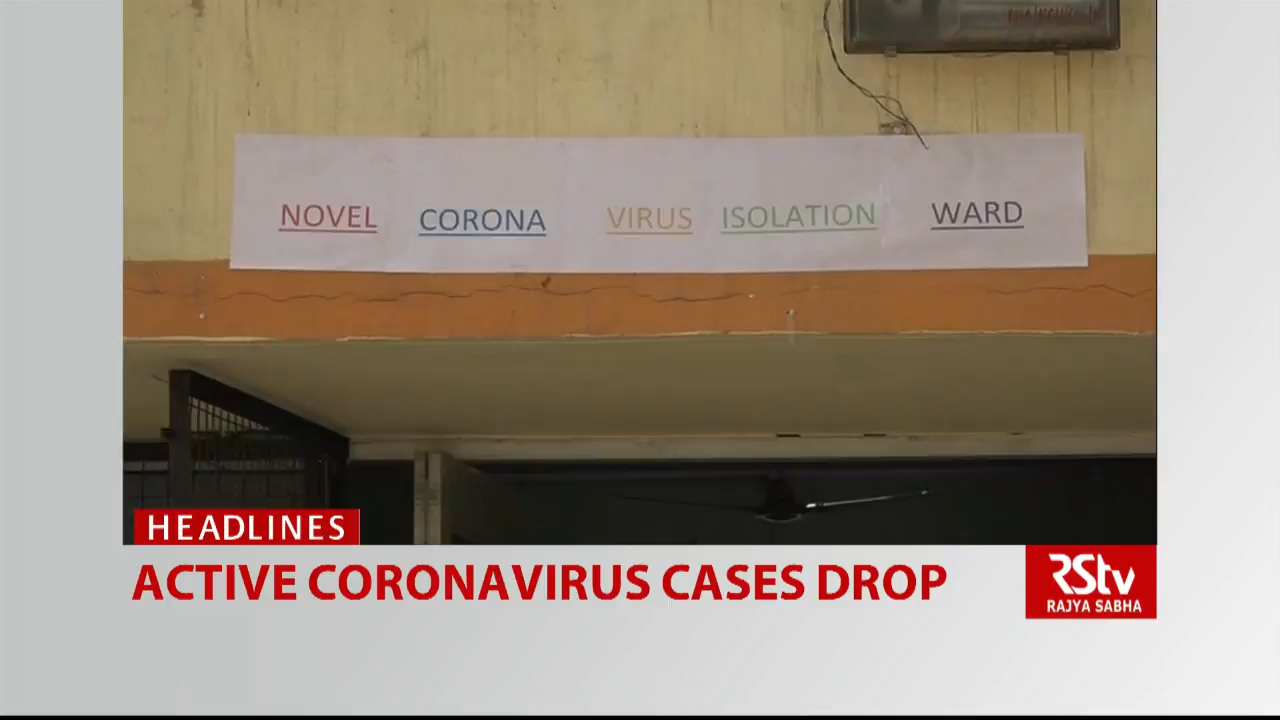 NOVEL CORONA VIRUS ISOLATION WARD
HEADLINES
ACTIVE CORONAVIRUS CASES DROP
RStv
RAJYA SABHA